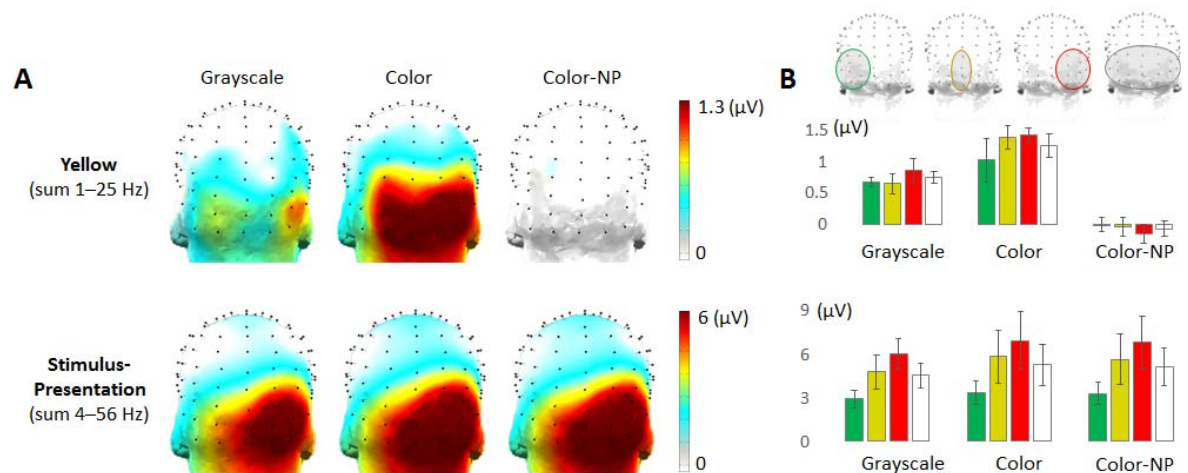 A
Grayscale
Color
Color-NP
Yellow
(sum 1–25 Hz)
1.3 (μV)
0
Stimulus-
Presentation
(sum 4–56 Hz)
6 (μV)
0
B
(μV)
1.5
1
0.5
0
Grayscale
Color
Color-NP
9
(μV)
6
3
0
Grayscale
Color
Color-NP